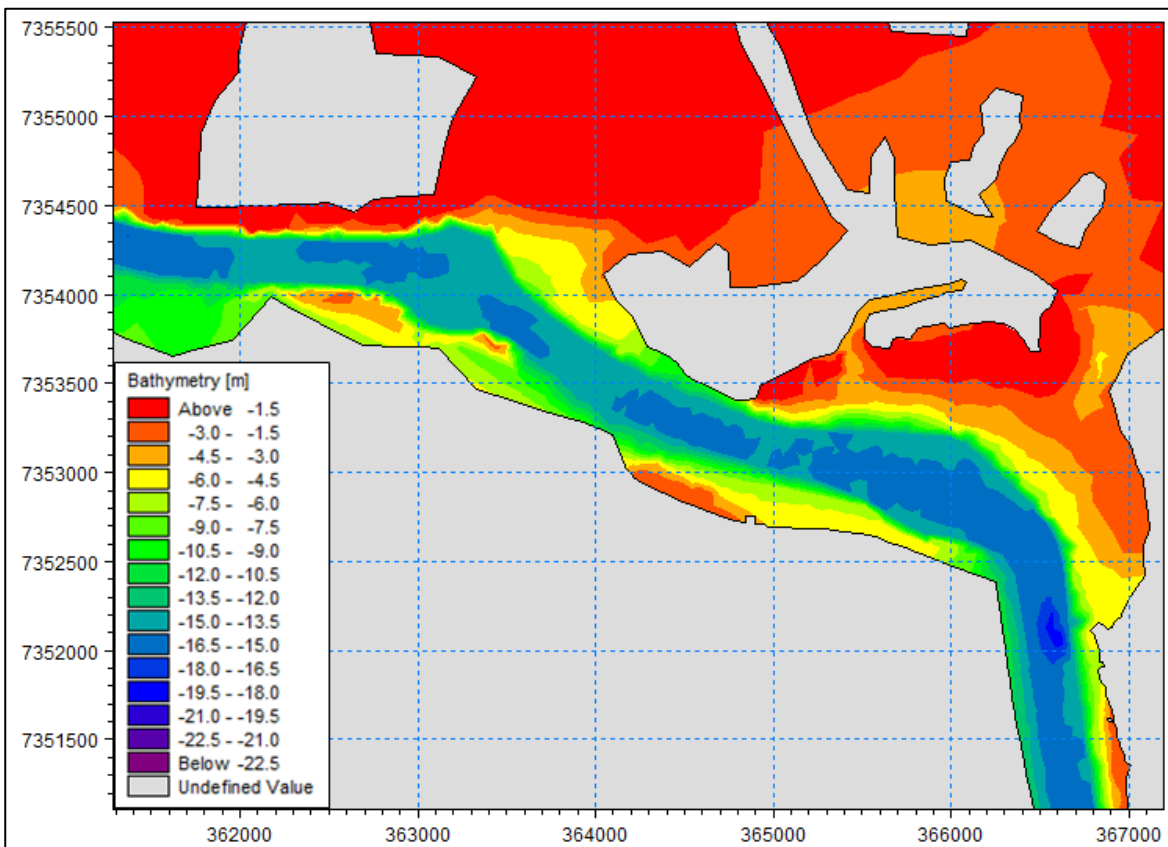 7355500
7355000
7354500
7354000
7353500
7353000
7352500
7352000
7351500
Bathymetry [m]
Above -1.5
-3.0 - -1.5
-4.5 - -3.0
-6.0 - -4.5
-7.5 - -6.0
-9.0 - -7.5
-10.5 - -9.0
-12.0 - -10.5
-13.5 - -12.0
-15.0 - -13.5
-16.5 - -15.0
-18.0 - -16.5
-19.5 - -18.0
-21.0 - -19.5
-22.5 - -21.0
Below -22.5
Undefined Value
362000 363000 364000 365000 366000 367000